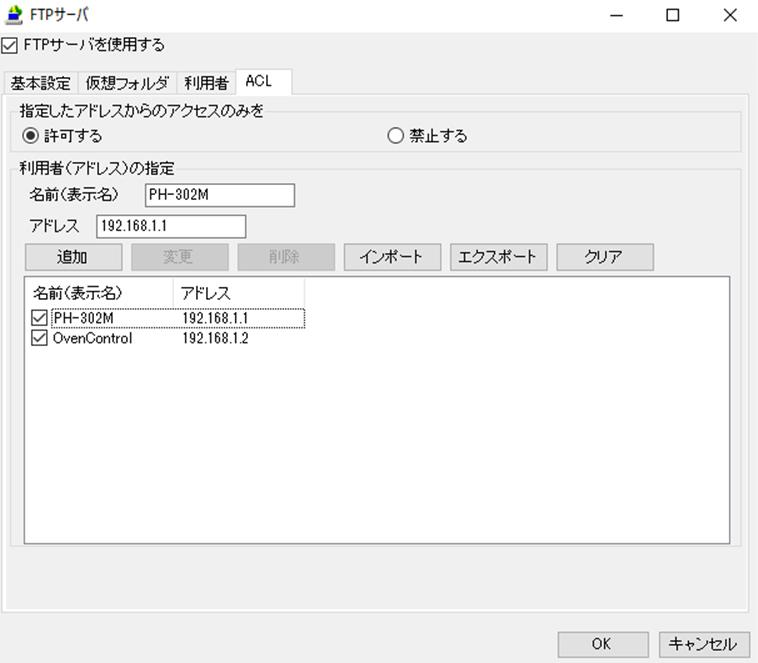 FTPサーバ
FTPサーバを使用する
基本設定 仮想フォルダ 利用者 ACL
指定したアドレスからのアクセスのみを
許可する 禁止する
利用者(アドレス)の指定
名前(表示名) PH-302M
アドレス 192.168.1.1
追加 変更 削除 インポート エクスポート クリア
名前(表示名) アドレス
PH-302M 192.168.1.1
OvenControl 192.168.1.2
OK キャンセル